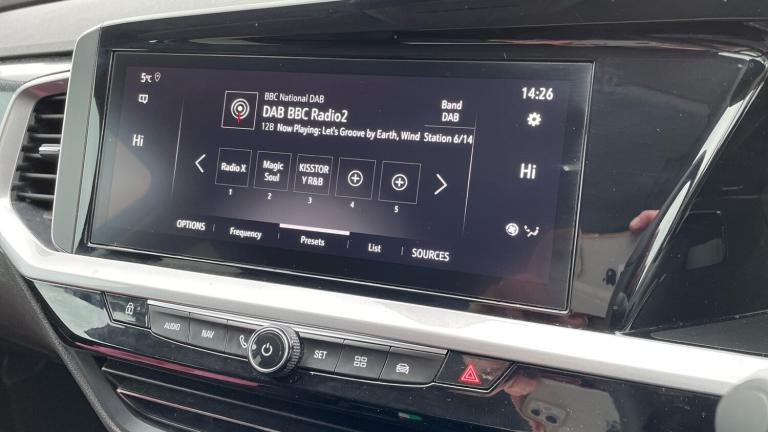 5°C
14:26
BBC National DAB
DAB BBC Radio2
Band
DAB
12B Now Playing: Let's Groove by Earth, Wind Station 6/14
Hi
Hi
Radio X
Magic
Soul
KISSTOR
Y R&B
1
2
3
4
5
OPTIONS
Frequency
Presets
List
SOURCES
AUDIO
NAV
SET